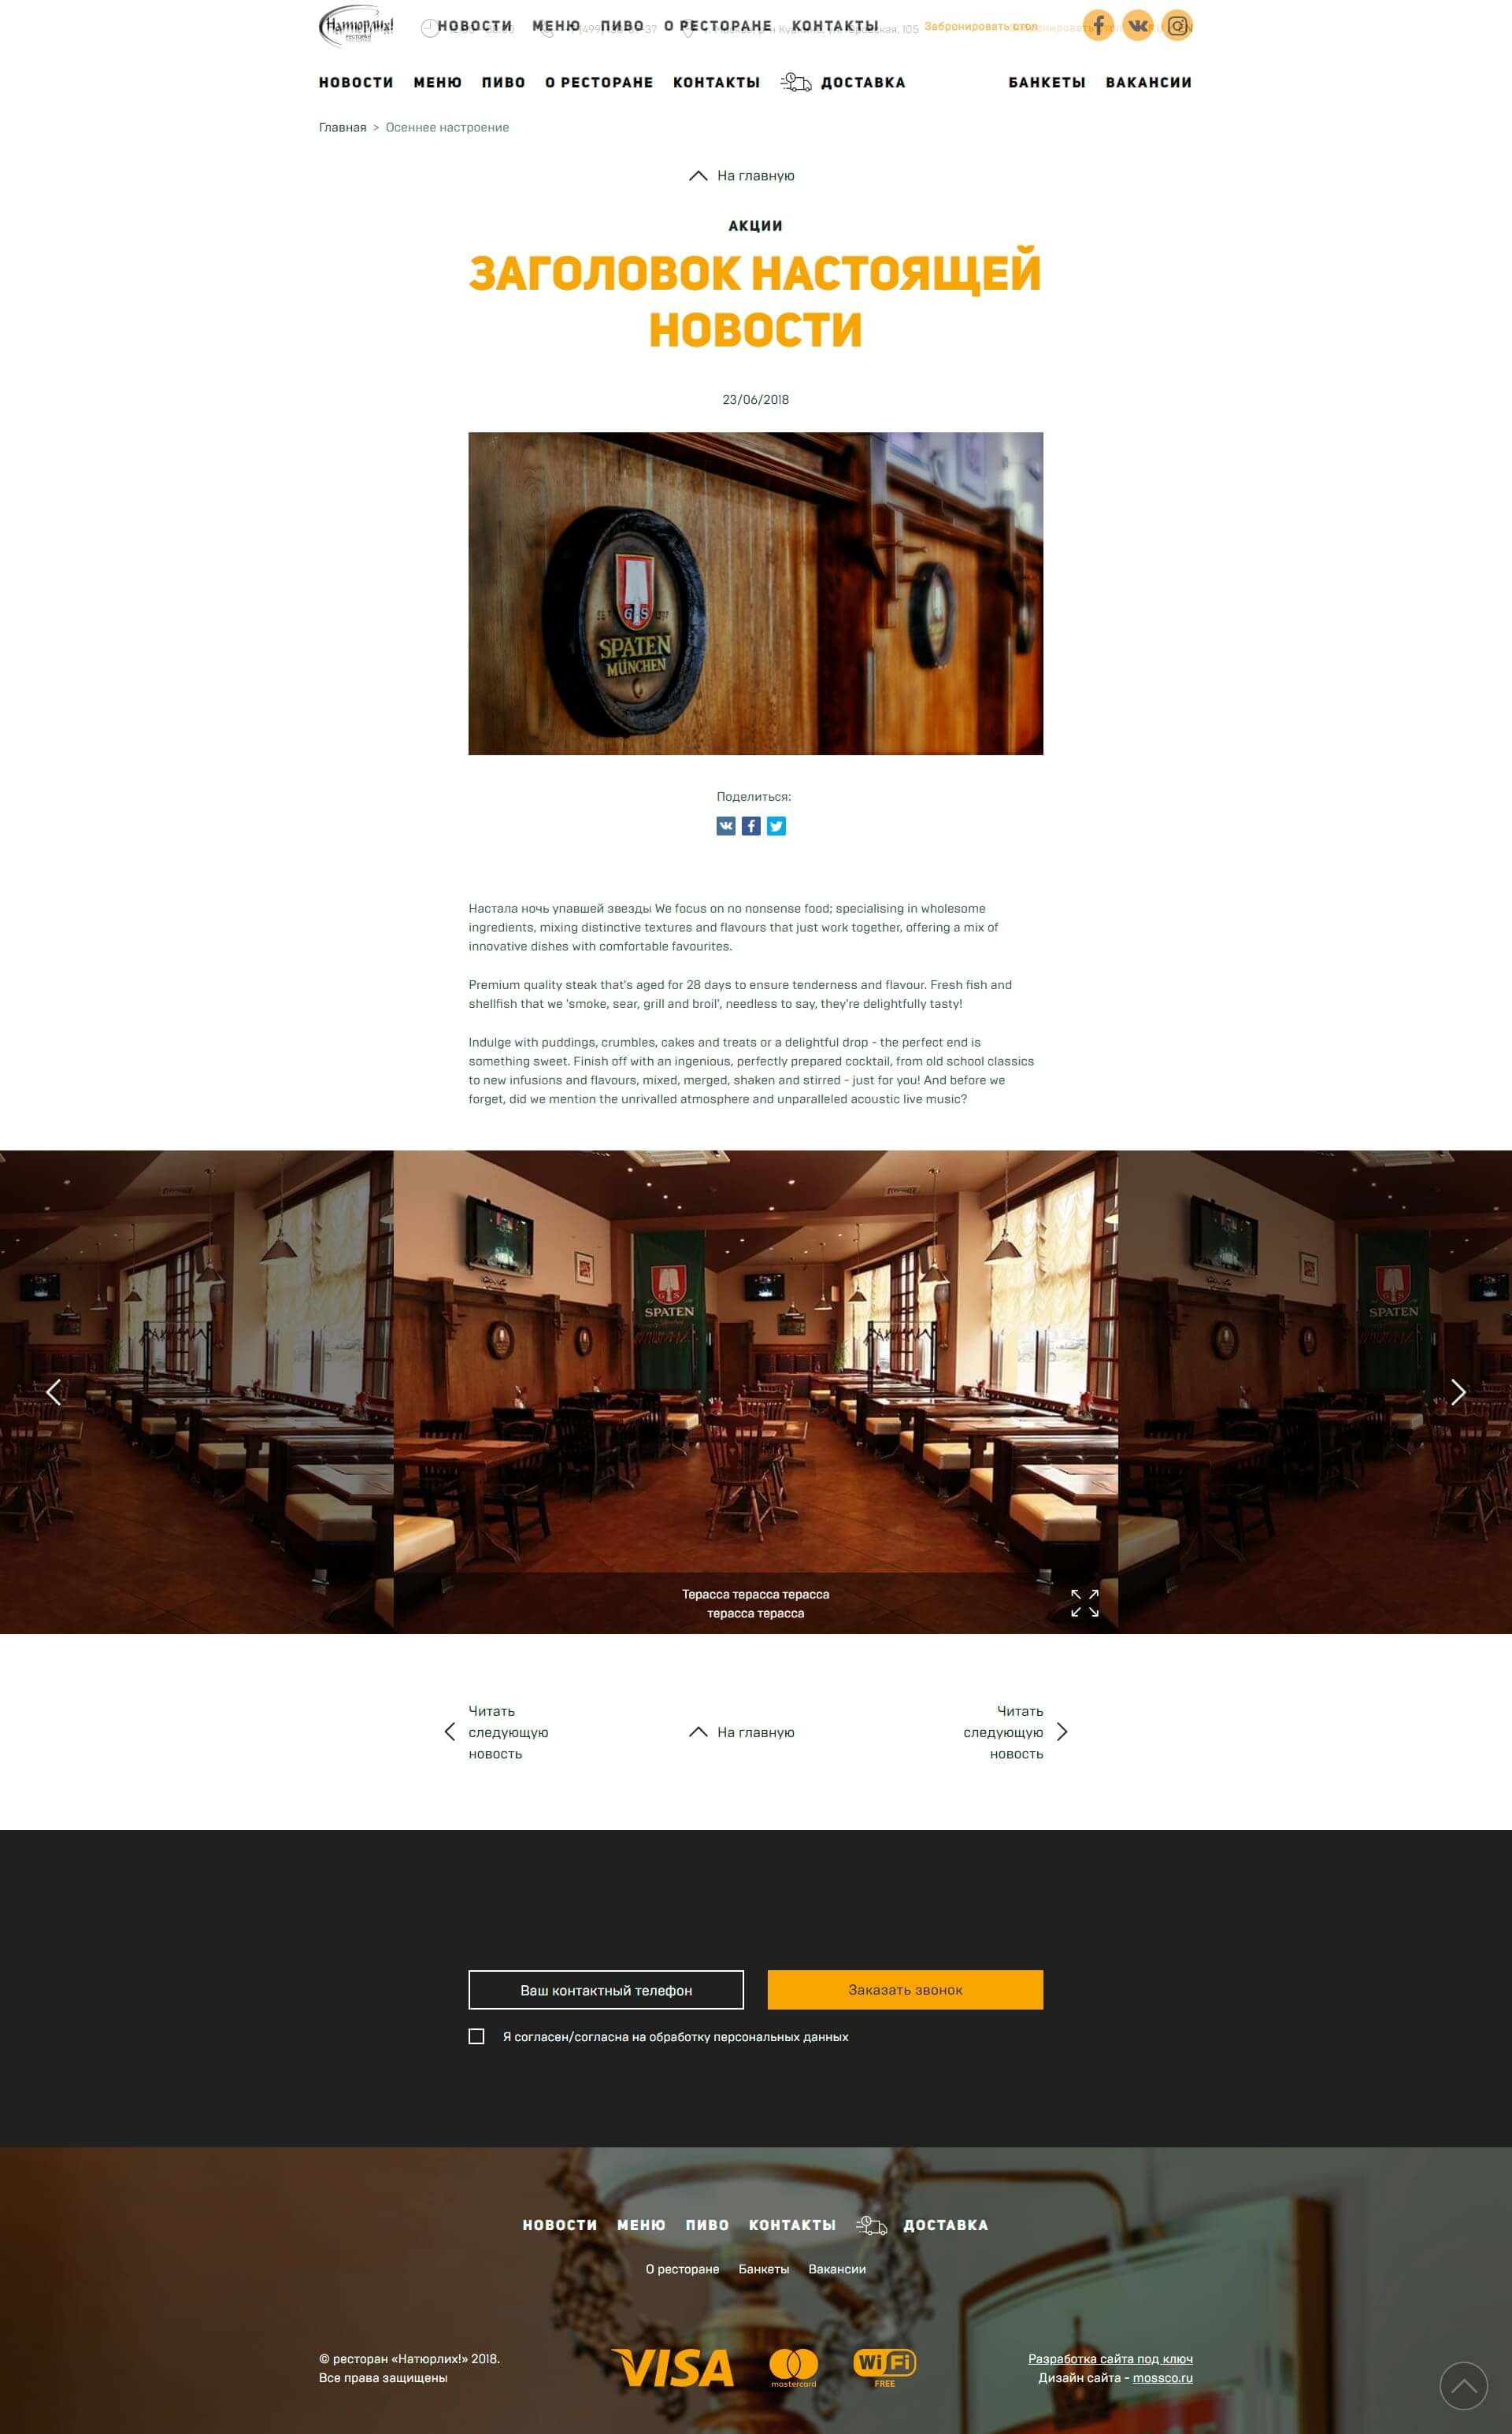 Натюрлих!
НОВОСТИ МЕНЮ ПИВО О РЕСТОРАНЕ КОНТАКТЫ Забронировать стол
НОВОСТИ МЕНЮ ПИВО О РЕСТОРАНЕ КОНТАКТЫ ДОСТАВКА БАНКЕТЫ ВАКАНСИИ
Главная > Осеннее настроение
На главную
АКЦИИ
ЗАГОЛОВОК НАСТОЯЩЕЙ
НОВОСТИ
23/06/2018
G S
SPATEN
MÜNCHEN
Поделиться:
Настала ночь упавшей звезды We focus on no nonsense food; specialising in wholesome
ingredients, mixing distinctive textures and flavours that just work together, offering a mix of
innovative dishes with comfortable favourites.
Premium quality steak that's aged for 28 days to ensure tenderness and flavour. Fresh fish and
shellfish that we 'smoke, sear, grill and broil', needless to say, they're delightfully tasty!
Indulge with puddings, crumbles, cakes and treats or a delightful drop - the perfect end is
something sweet. Finish off with an ingenious, perfectly prepared cocktail, from old school classics
to new infusions and flavours, mixed, merged, shaken and stirred - just for you! And before we
forget, did we mention the unrivalled atmosphere and unparalleled acoustic live music?
SPATEN
SPATEN
Терасса терасса терасса
терасса терасса
Читать
следующую
новость
На главную
Читать
следующую
новость
Ваш контактный телефон
Заказать звонок
Я согласен/согласна на обработку персональных данных
НОВОСТИ МЕНЮ ПИВО КОНТАКТЫ ДОСТАВКА
О ресторане Банкеты Вакансии
© ресторан «Натюрлих!» 2018.
Все права защищены
VISA
mastercard
WiFi
FREE
Разработка сайта под ключ
Дизайн сайта - mossco.ru